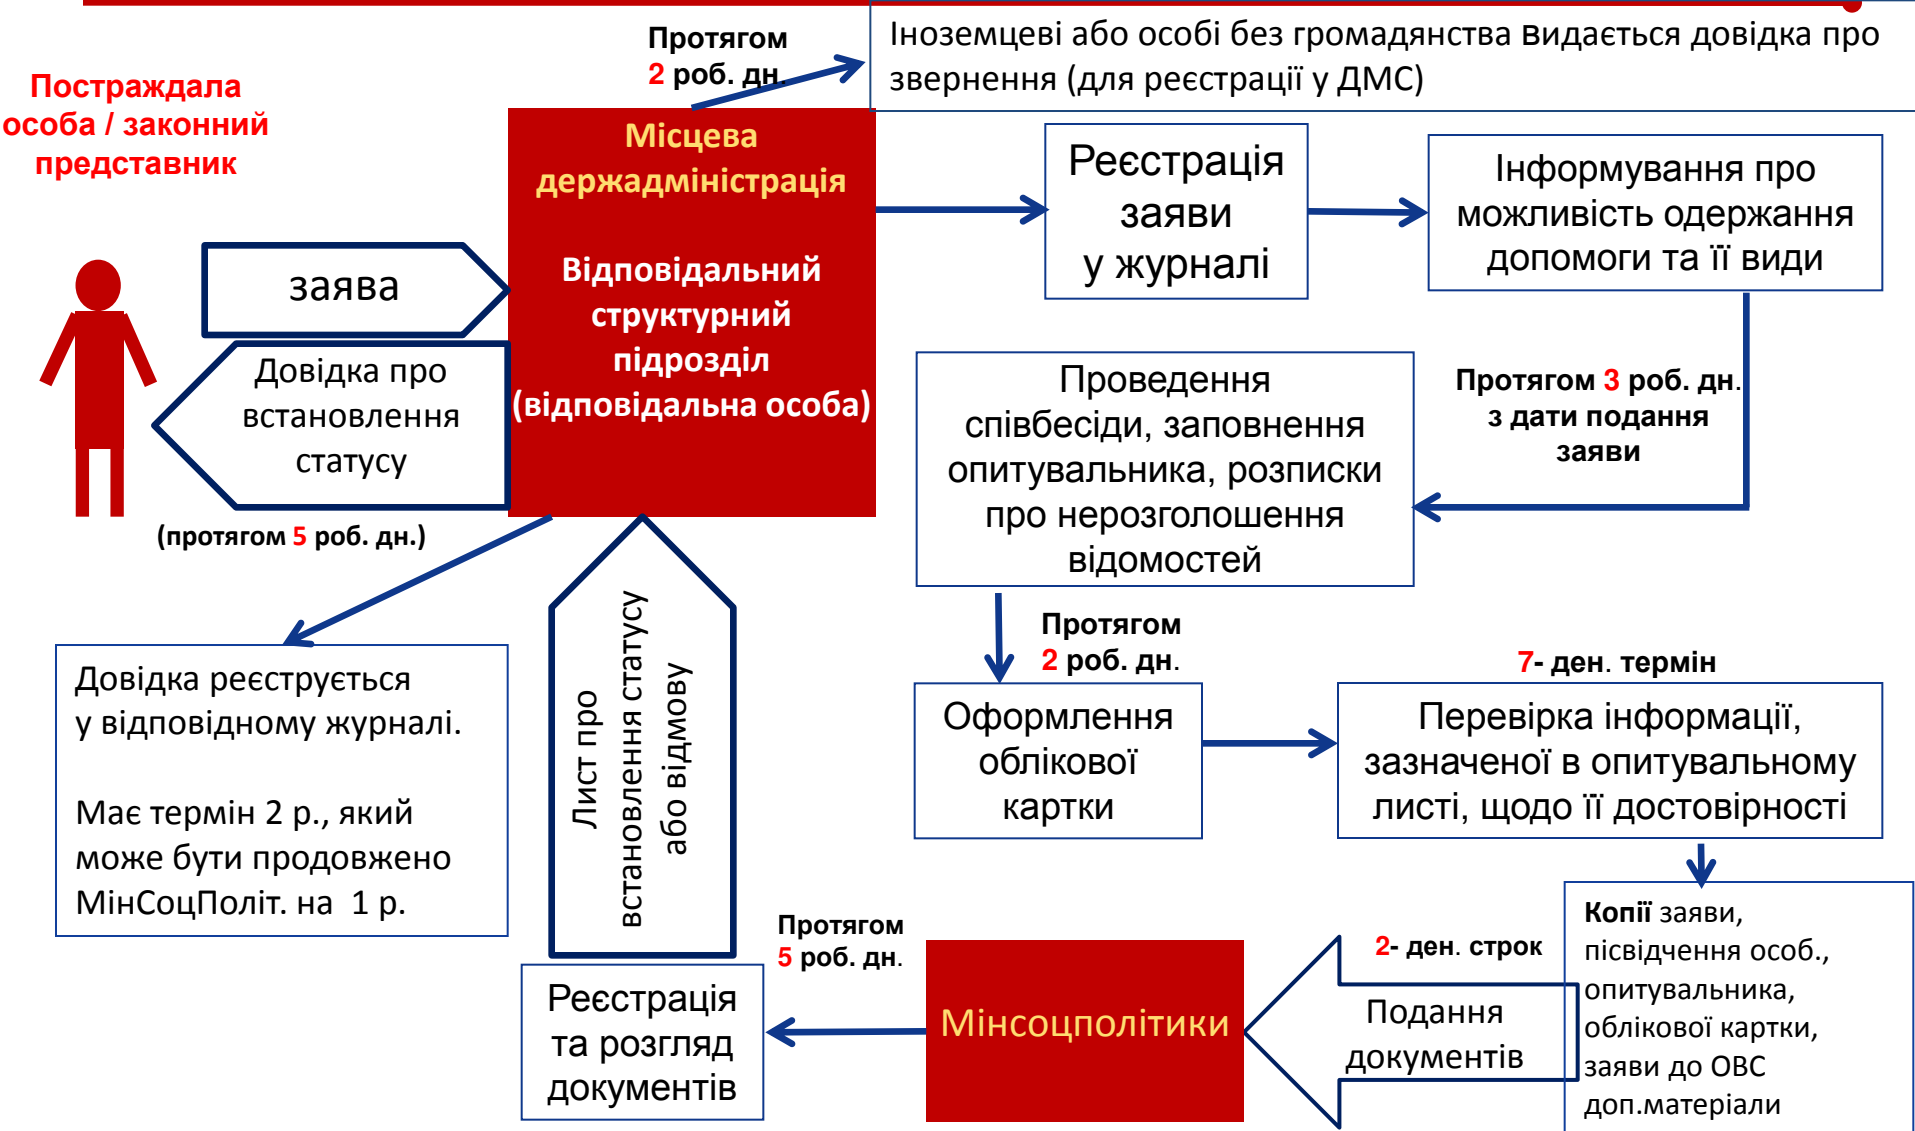 Протягом
2 роб. дн.
Іноземцеві або особі без громадянства видається довідка про
звернення (для реєстрації у ДМС)
Постраждала
особа / законний
представник
Місцева
держадміністрація
Відповідальний
структурний
підрозділ
(відповідальна особа)
Реєстрація
заяви
у журналі
Інформування про
можливість одержання
допомоги та її види
заява
Довідка про
встановлення
статусу
(протягом 5 роб. дн.)
Протягом 3 роб. дн.
з дати подання
заяви
Проведення
співбесіди, заповнення
опитувальника, розписки
про нерозголошення
відомостей
Протягом
2 роб. дн.
7- ден. термін
Оформлення
облікової
картки
Перевірка інформації,
зазначеної в опитувальному
листі, щодо її достовірності
Довідка реєструється
у відповідному журналі.
Має термін 2 р., який
може бути продовжено
МінСоцПоліт. на 1 р.
Лист про
встановлення статусу
або відмову
Протягом
5 роб. дн.
Реєстрація
та розгляд
документів
Мінсоцполітики
2- ден. строк
Подання
документів
Копії заяви,
пісвідчення особ.,
опитувальника,
облікової картки,
заяви до ОВС
доп.матеріали